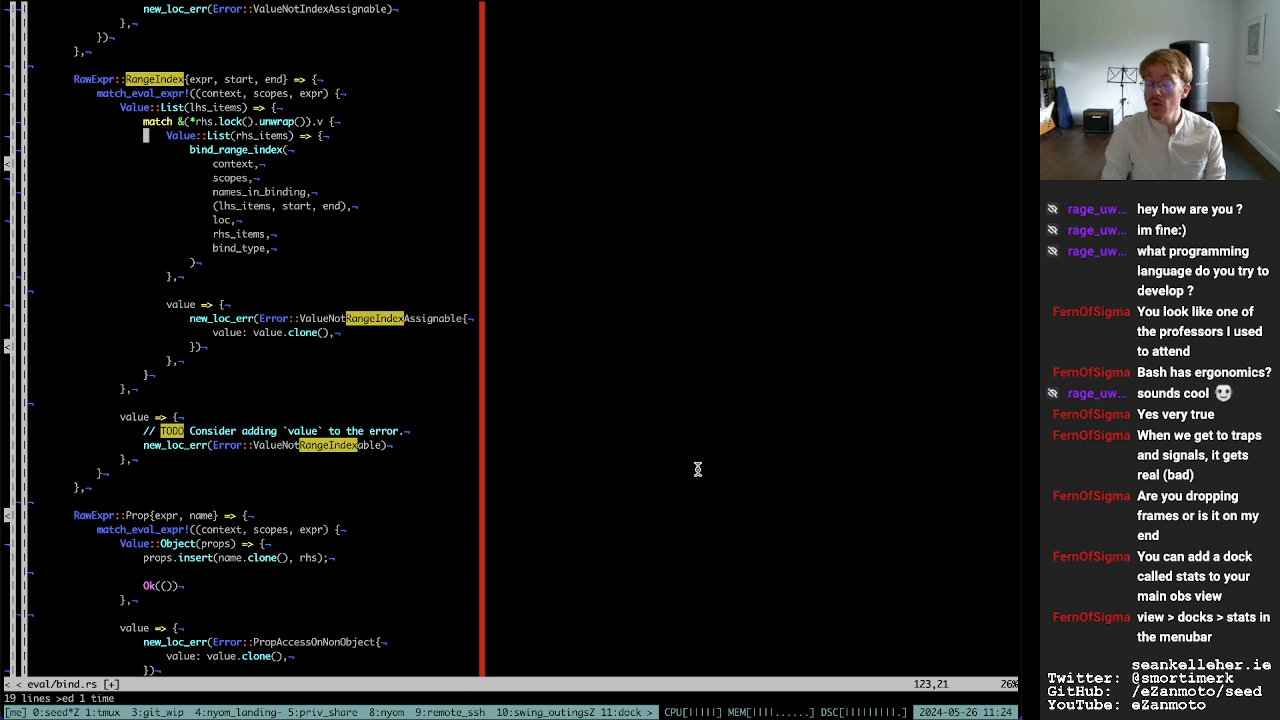 new_loc_err(Error::ValueNotIndexAssignable)¬
},¬
})¬
},¬
¬
RawExpr::RangeIndex{expr, start, end} => {¬
match_eval_expr!((context, scopes, expr) {¬
Value::List(lhs_items) => {¬
match &(*rhs.lock().unwrap()).v {¬
Value::List(rhs_items) => {¬
bind_range_index(¬
context,¬
scopes,¬
names_in_binding,¬
(lhs_items, start, end),¬
loc,¬
rhs_items,¬
bind_type,¬
)¬
},¬
¬
value => {¬
new_loc_err(Error::ValueNotRangeIndexAssignable{¬
value: value.clone(),¬
})¬
},¬
}¬
},¬
¬
value => {¬
// TODO Consider adding `value` to the error.¬
new_loc_err(Error::ValueNotRangeIndexable)¬
},¬
})¬
},¬
¬
RawExpr::Prop{expr, name} => {¬
match_eval_expr!((context, scopes, expr) {¬
Value::Object(props) => {¬
props.insert(name.clone(), rhs);¬
¬
Ok(())¬
},¬
¬
value => {¬
new_loc_err(Error::PropAccessOnNonObject{¬
value: value.clone(),¬
})¬
< < eval/bind.rs [+] 123,21 26%
19 lines >ed 1 time
[me] 0:seed*Z 1:tmux 3:git_wip 4:nyom_landing- 5:priv_share 8:nyom 9:remote_ssh 10:swing_outingsZ 11:dock > CPU[|||||] MEM[||||......] DSC[|||||||||.] 2024-05-26 11:24
rage_uw... hey how are you ?
rage_uw... im fine:)
rage_uw... what programming
language do you try to
develop ?
FernOfSigma You look like one of
the professors I used
to attend
FernOfSigma Bash has ergonomics?
rage_uw... sounds cool
FernOfSigma Yes very true
FernOfSigma When we get to traps
and signals, it gets
real (bad)
FernOfSigma Are you dropping
frames or is it on my
end
FernOfSigma You can add a dock
called stats to your
main obs view
FernOfSigma view > docks > stats in
the menubar
seankelleher.ie
Twitter: @smortimerk
GitHub: /eZanmoto/seed
YouTube: /eZanmoto